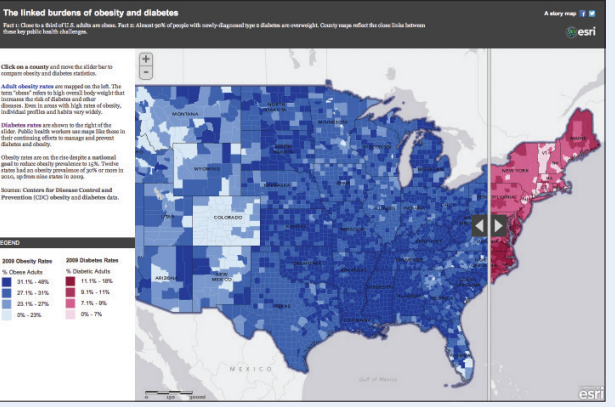 The linked burdens of obesity and diabetes
A story map
Fact 1: Close to a third of U.S. adults are obese. Fact 2: Almost 90% of people with newly-diagnosed type 2 diabetes are overweight. County maps reflect the close links between
these key public health challenges.
esri
Click on a county and move the slider bar to
compare obesity and diabetes statistics.
Adult obesity rates are mapped on the left. The
term "obese" refers to high overall body weight that
increases the risk of diabetes and other
diseases. Even in areas with high rates of obesity,
individual profiles and habits vary widely.
Diabetes rates are shown to the right of the
slider. Public health workers use maps like these in
their continuing efforts to manage and prevent
diabetes and obesity.
Obesity rates are on the rise despite a national
goal to reduce obesity prevalence to 15%. Twelve
states had an obesity prevalence of 30% or more in
2010, up from nine states in 2009.
Source: Centers for Disease Control and
Prevention (CDC) obesity and diabetes data.
EGEND
2009 Obesity Rates
% Obese Adults
31.1% - 48%
27.1% - 31%
23.1% - 27%
0% - 23%
2009 Diabetes Rates
% Diabetic Adults
11.1% - 18%
9.1% - 11%
7.1% - 9%
0% - 7%
+
-
MONTANA
NORTH
DAKOTA
MINNESOTA
WYOMING
UTAH
COLORADO
ARIZONA
NEW
MEXICO
TEXAS
NEW YORK
VT
MAINE
MEXICO
Gulf of Mexico
esri